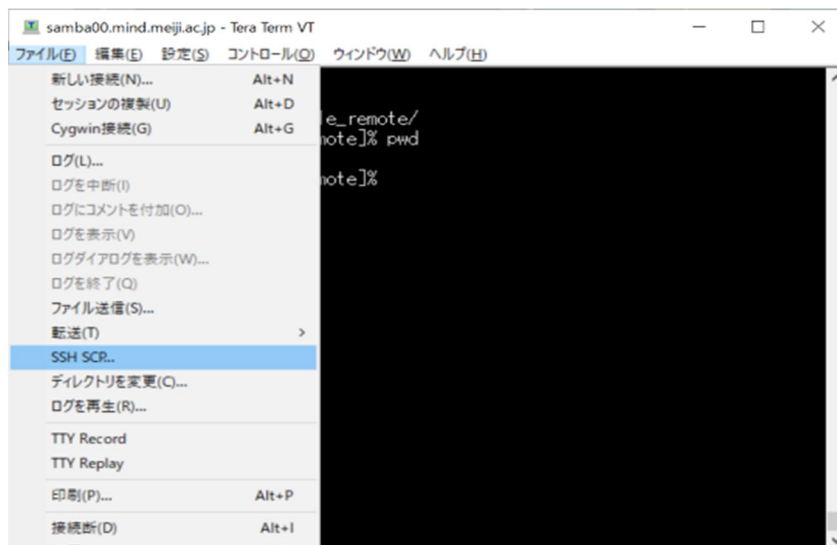 samba00.mind.meiji.ac.jp - Tera Term VT
ファイル(F) 編集(E) 設定(S) コントロール(O) ウィンドウ(W) ヘルプ(H)
新しい接続(N)... Alt+N
セッションの複製(U) Alt+D
Cygwin接続(G) Alt+G
ログ(L)...
ログを中断(I)
ログにコメントを付加(O)...
ログを表示(V)
ログダイアログを表示(W)...
ログを終了(Q)
ファイル送信(S)...
転送(T) >
SSH SCP...
ディレクトリを変更(C)...
ログを再生(R)...
TTY Record
TTY Replay
印刷(P)... Alt+P
接続断(D) Alt+I
le_remote/
mote]% pwd
mote]%